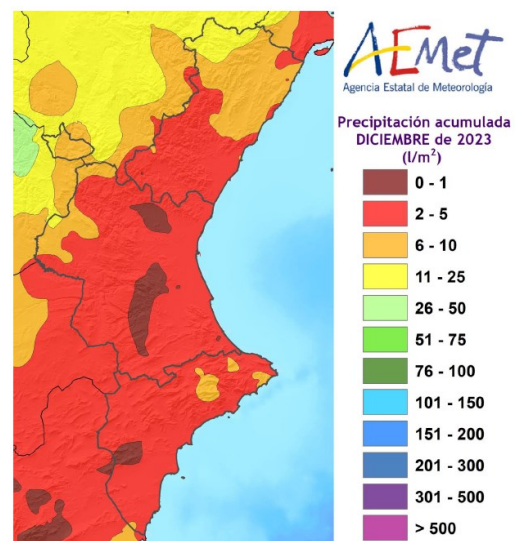 AEMet
Agencia Estatal de Meteorología
Precipitación acumulada
DICIEMBRE de 2023
(l/m²)
0 - 1
2 - 5
6 - 10
11 - 25
26 - 50
51 - 75
76 - 100
101 - 150
151 - 200
201 - 300
301 - 500
> 500